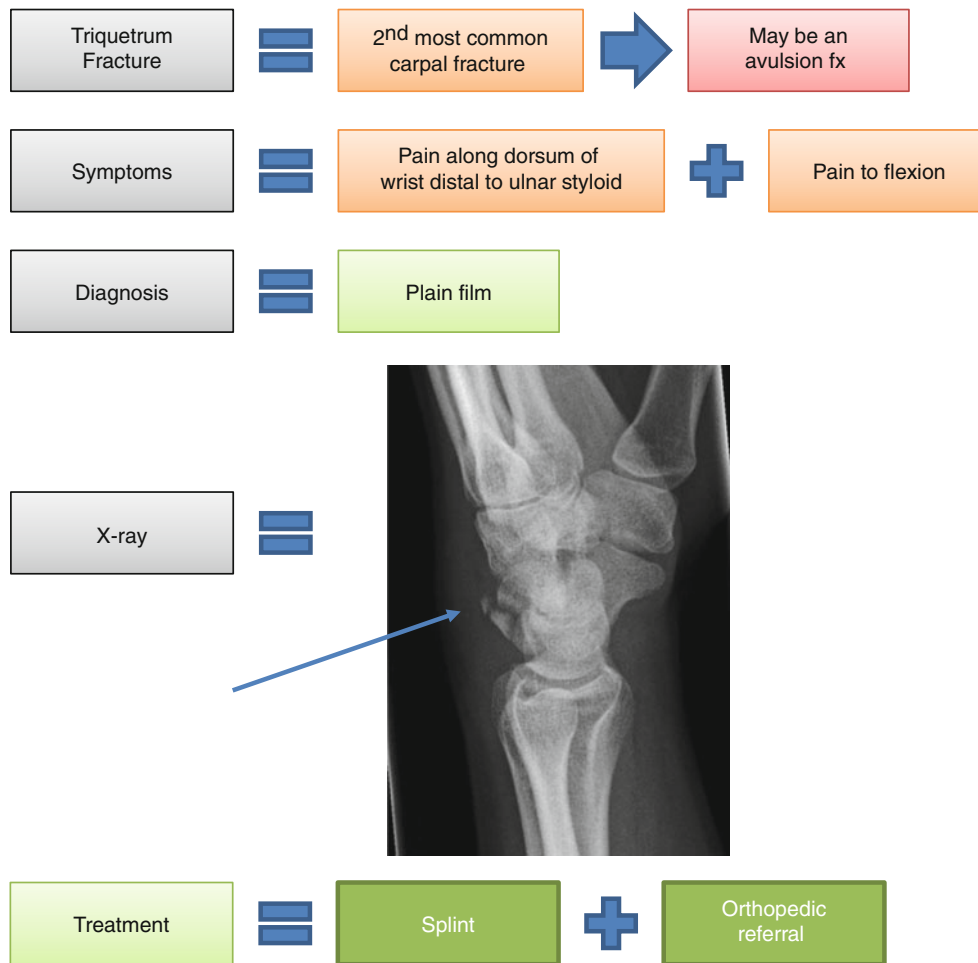 Triquetrum
Fracture
2nd most common
carpal fracture
May be an
avulsion fx
Symptoms
Pain along dorsum of
wrist distal to ulnar styloid
Pain to flexion
Diagnosis
Plain film
X-ray
Treatment
Splint
Orthopedic
referral